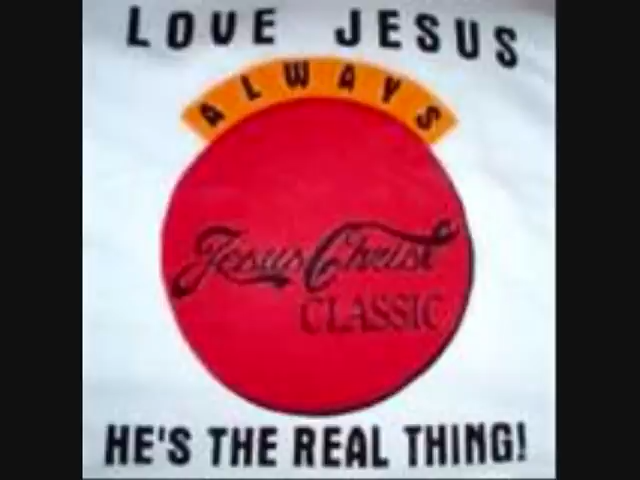 LOVE JESUS
ALWAYS
Jesus Christ
CLASSIC
HE'S THE REAL THING!